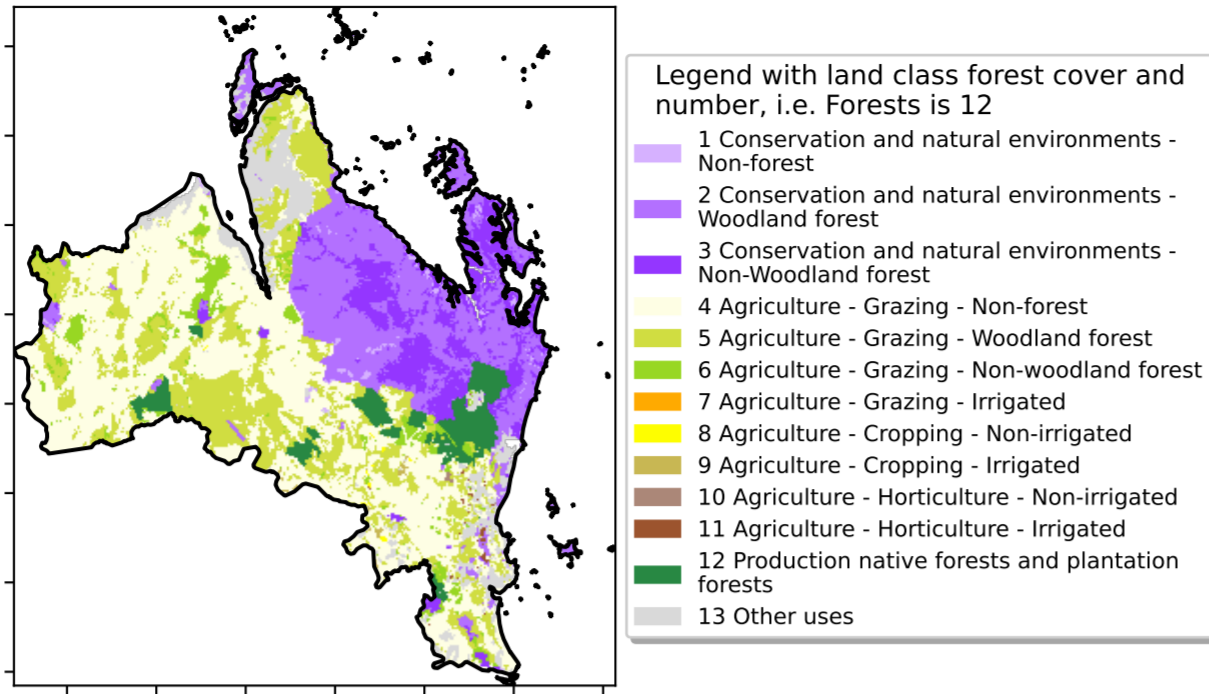 Legend with land class forest cover and
number, i.e. Forests is 12
1 Conservation and natural environments -
Non-forest
2 Conservation and natural environments -
Woodland forest
3 Conservation and natural environments -
Non-Woodland forest
4 Agriculture - Grazing - Non-forest
5 Agriculture - Grazing - Woodland forest
6 Agriculture - Grazing - Non-woodland forest
7 Agriculture - Grazing - Irrigated
8 Agriculture - Cropping - Non-irrigated
9 Agriculture - Cropping - Irrigated
10 Agriculture - Horticulture - Non-irrigated
11 Agriculture - Horticulture - Irrigated
12 Production native forests and plantation
forests
13 Other uses